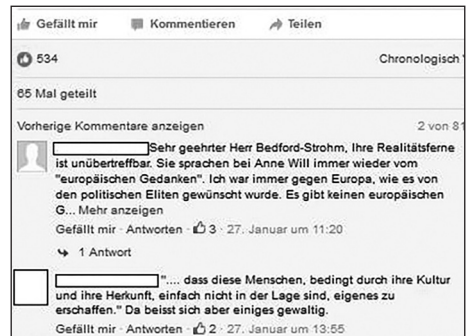 Gefällt mir Kommentieren Teilen
534 Chronologisch
65 Mal geteilt
Vorherige Kommentare anzeigen 2 von 81
Sehr geehrter Herr Bedford-Strohm, Ihre Realitätsferne
ist unübertreffbar. Sie sprachen bei Anne Will immer wieder vom
"europäischen Gedanken". Ich war immer gegen Europa, wie es von
den politischen Eliten gewünscht wurde. Es gibt keinen europäischen
G... Mehr anzeigen
Gefällt mir · Antworten · 3 · 27. Januar um 11:20
1 Antwort
".... dass diese Menschen, bedingt durch ihre Kultur
und ihre Herkunft, einfach nicht in der Lage sind, eigenes zu
erschaffen." Da beisst sich aber einiges gewaltig.
Gefällt mir · Antworten · 2 · 27. Januar um 13:55